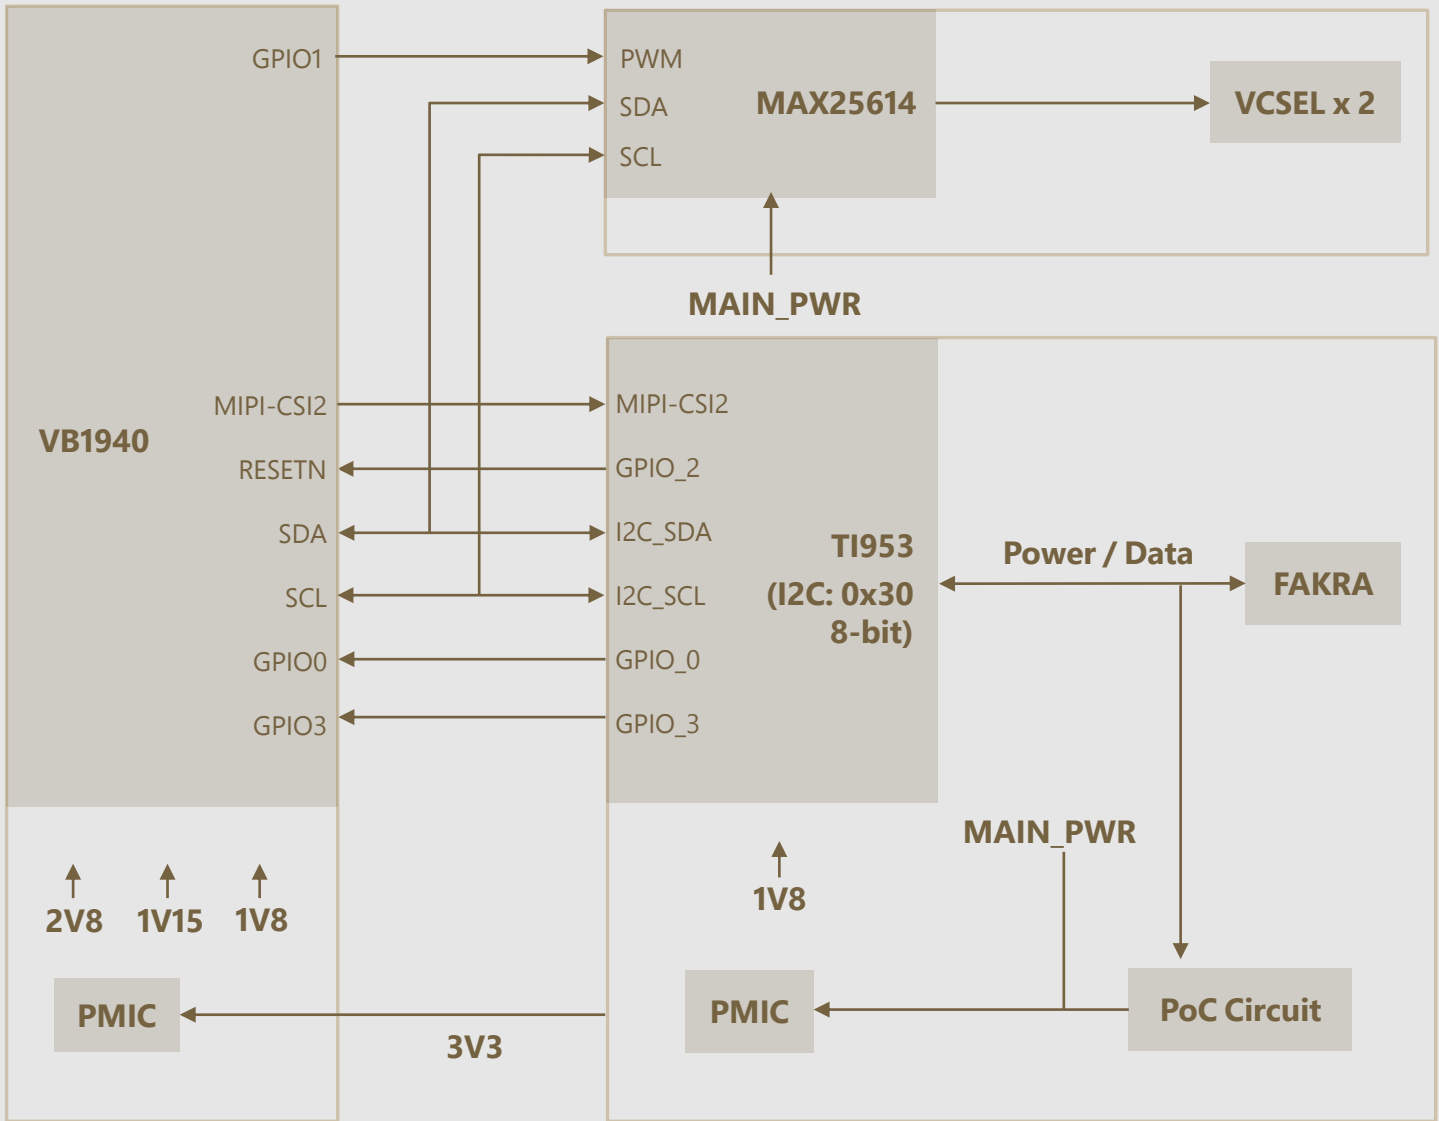 GPIO1
PWM
SDA
SCL
MAX25614
VCSEL x 2
MAIN_PWR
VB1940
MIPI-CSI2
RESETN
SDA
SCL
GPIO0
GPIO3
MIPI-CSI2
GPIO_2
I2C_SDA
I2C_SCL
GPIO_0
GPIO_3
TI953
(I2C: 0x30
8-bit)
Power / Data
FAKRA
2V8
1V15
1V8
PMIC
3V3
1V8
MAIN_PWR
PMIC
PoC Circuit